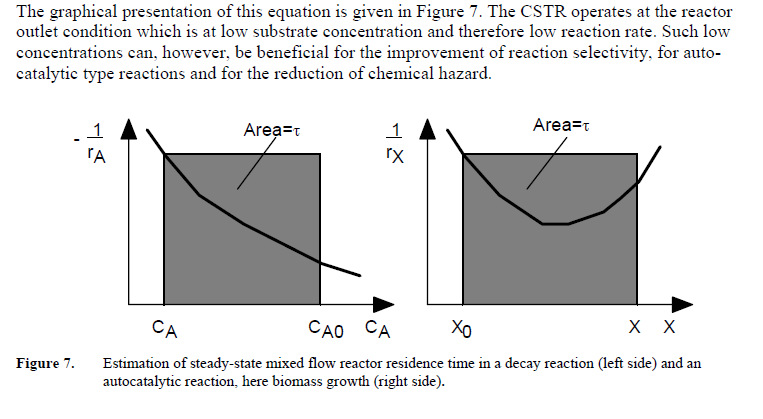 The graphical presentation of this equation is given in Figure 7. The CSTR operates at the reactor
outlet condition which is at low substrate concentration and therefore low reaction rate. Such low
concentrations can, however, be beneficial for the improvement of reaction selectivity, for auto-
catalytic type reactions and for the reduction of chemical hazard.
- 1
rA
Area=τ
1
rX
Area=τ
CA
CA0
CA
X0
X
X
Figure 7. Estimation of steady-state mixed flow reactor residence time in a decay reaction (left side) and an
autocatalytic reaction, here biomass growth (right side).